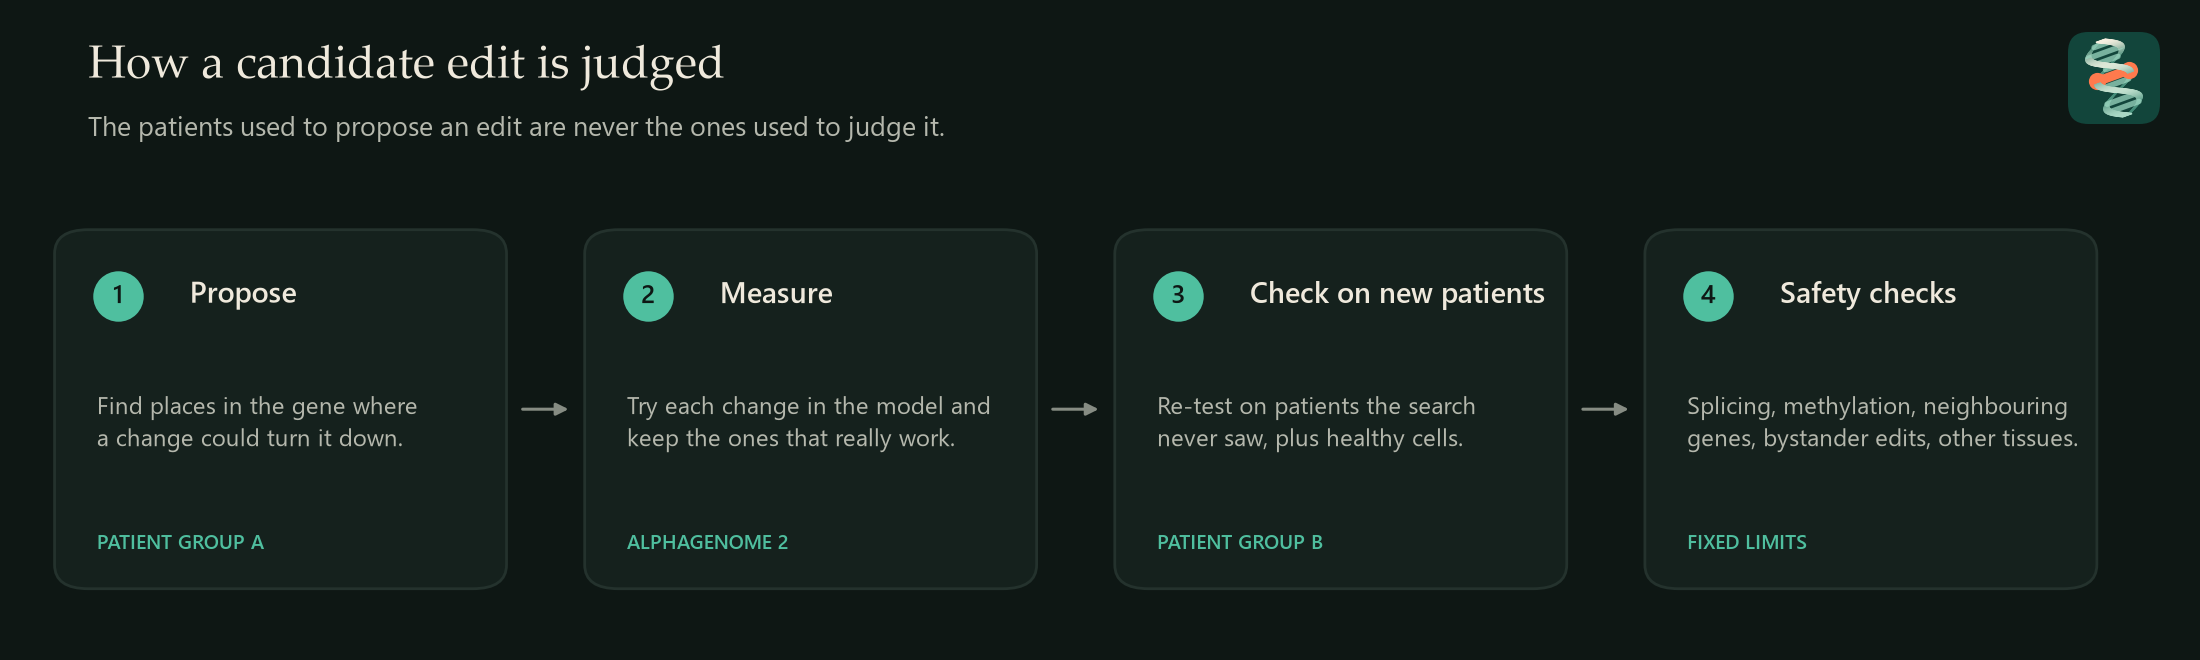 How a candidate edit is judged
The patients used to propose an edit are never the ones used to judge it.
1
Propose
Find places in the gene where
a change could turn it down.
PATIENT GROUP A
2
Measure
Try each change in the model and
keep the ones that really work.
ALPHAGENOME 2
3
Check on new patients
Re-test on patients the search
never saw, plus healthy cells.
PATIENT GROUP B
4
Safety checks
Splicing, methylation, neighbouring
genes, bystander edits, other tissues.
FIXED LIMITS